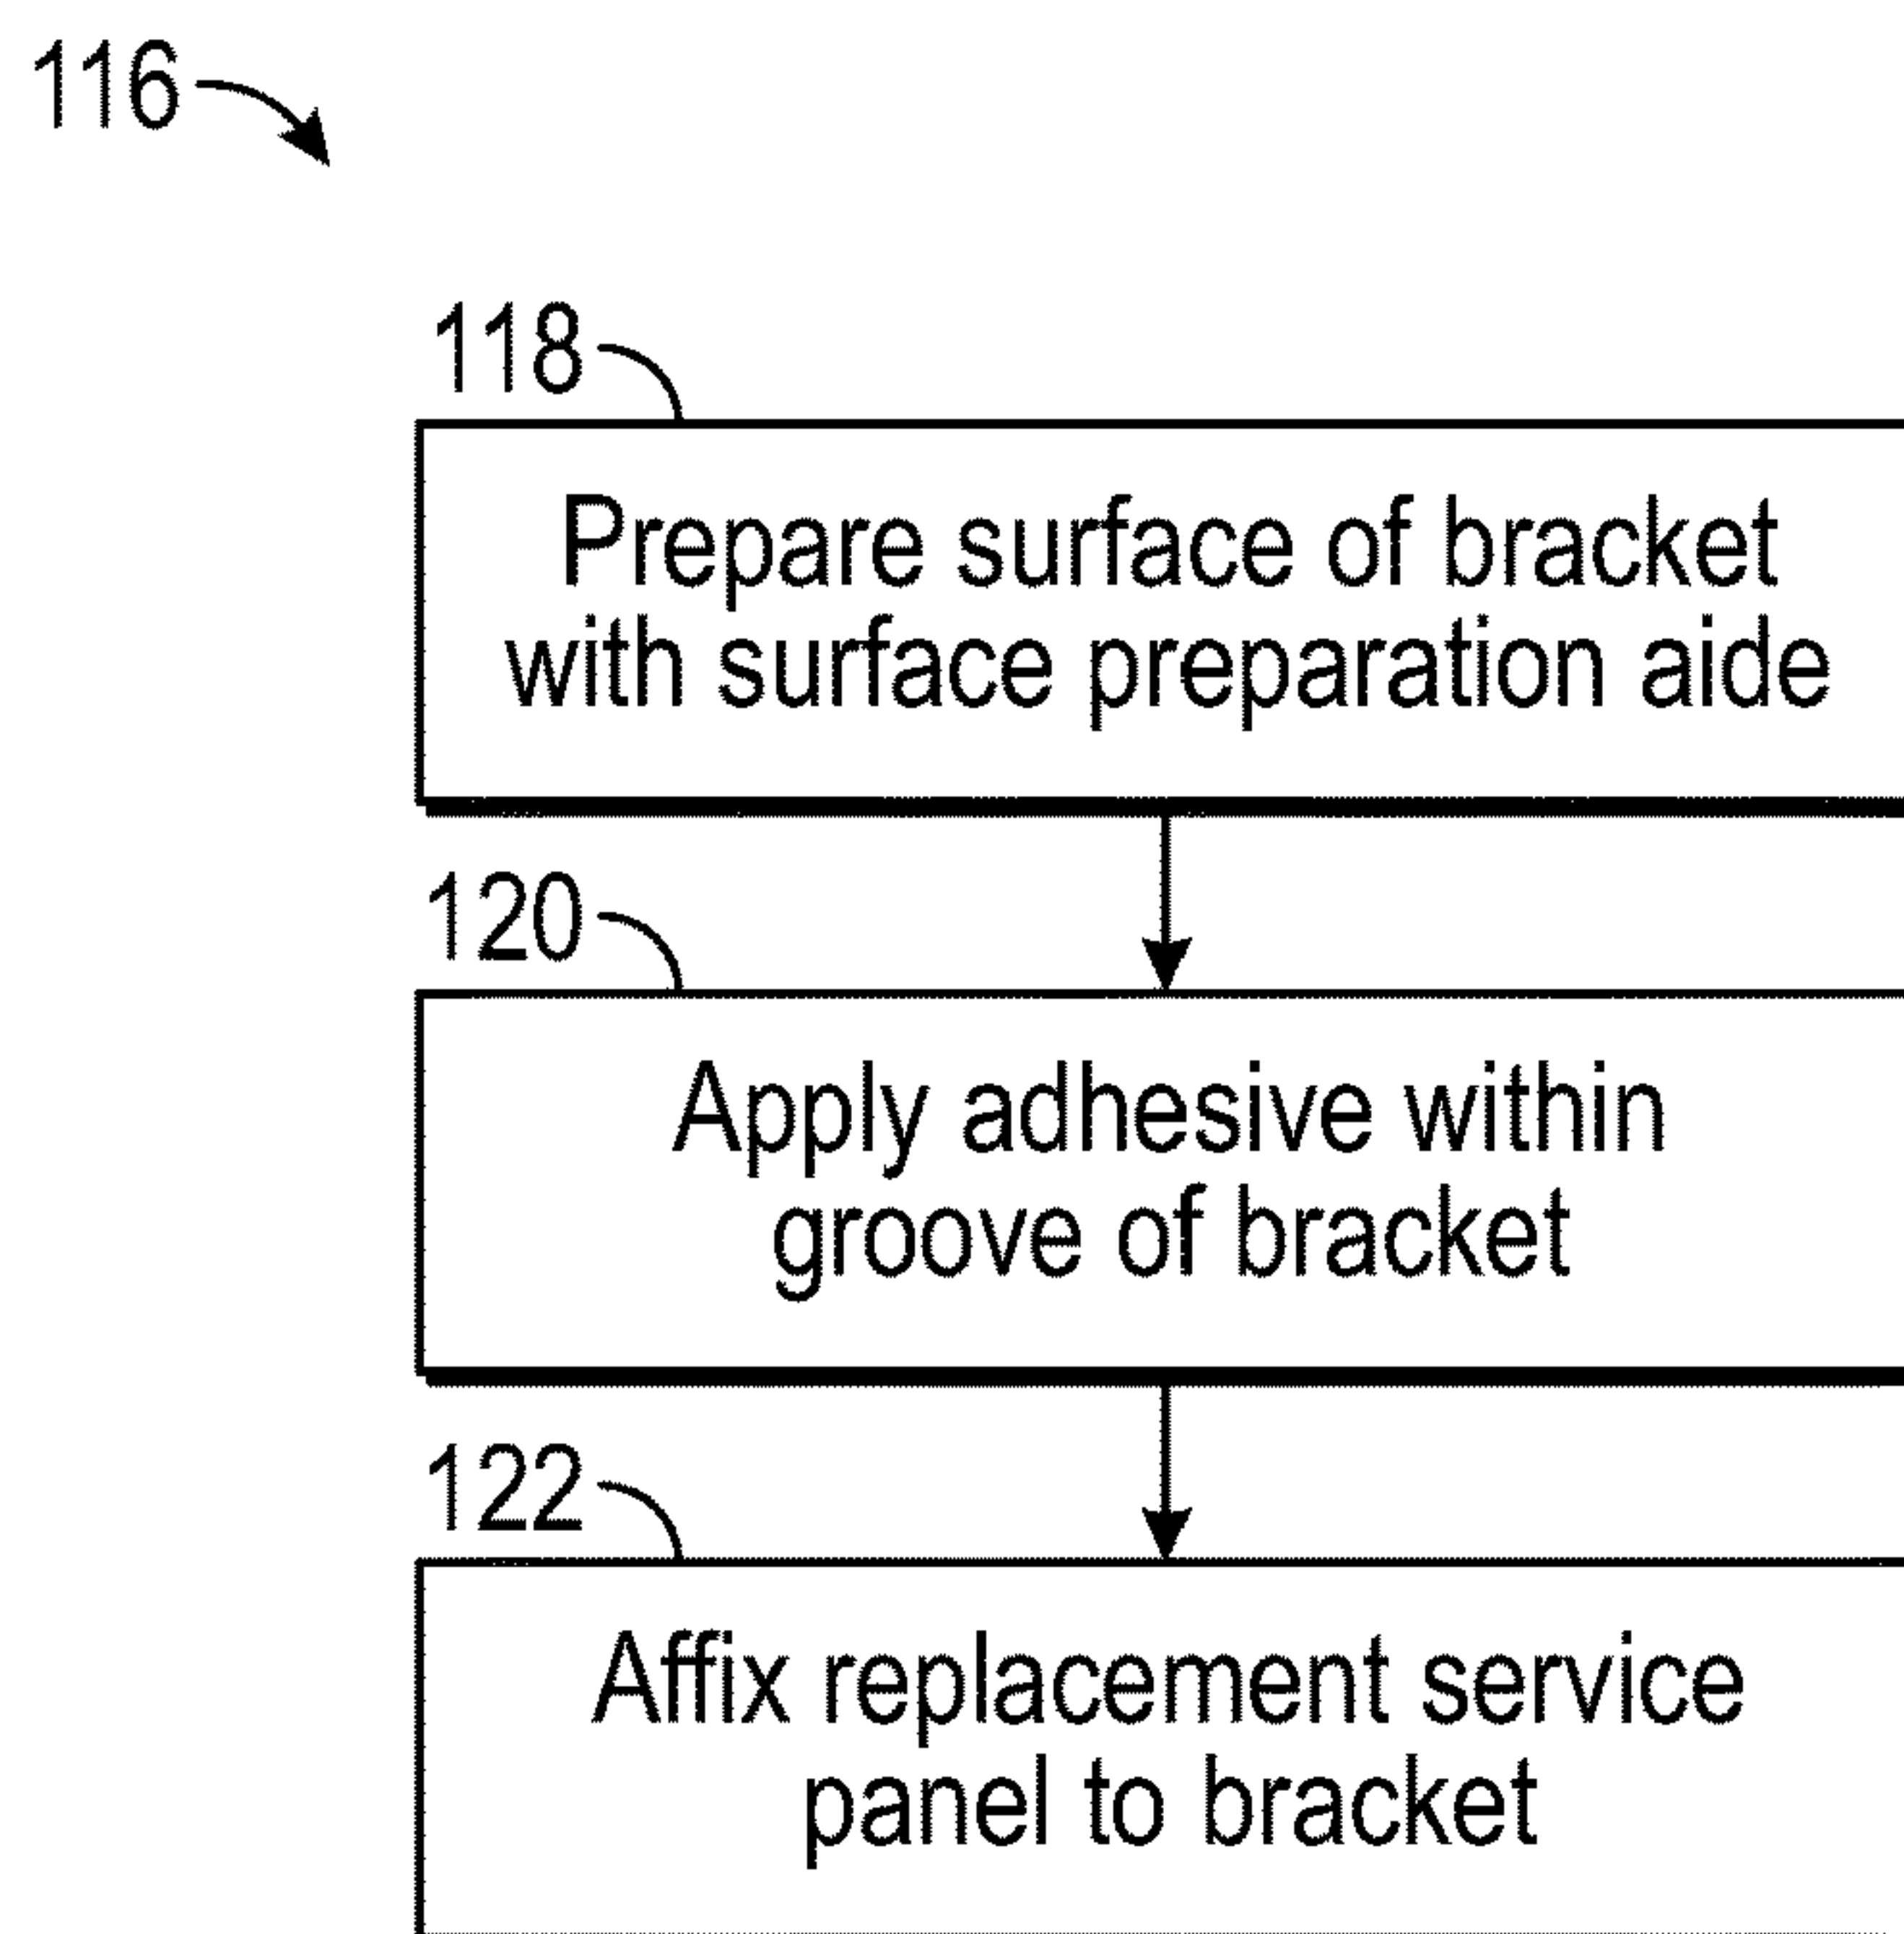 116
118
Prepare surface of bracket
with surface preparation aide
120
Apply adhesive within
groove of bracket
122
Affix replacement service
panel to bracket